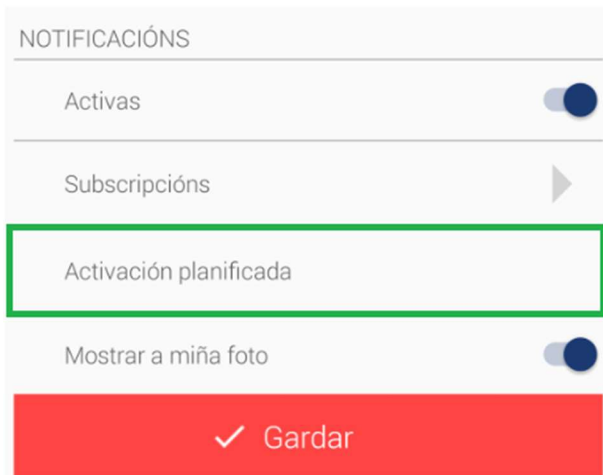 NOTIFICACIÓNS
Activas
Subscripcións
Activación planificada
Mostrar a miña foto
Gardar